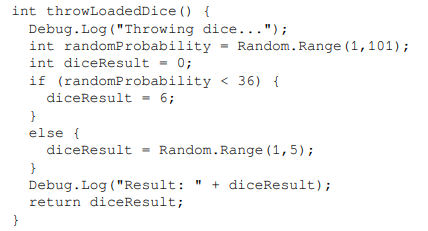 int throwLoadedDice() {
  Debug.Log("Throwing dice...");
  int randomProbability = Random.Range(1,101);
  int diceResult = 0;
  if (randomProbability < 36) {
    diceResult = 6;
  }
  else {
    diceResult = Random.Range(1,5);
  }
  Debug.Log("Result: " + diceResult);
  return diceResult;
}